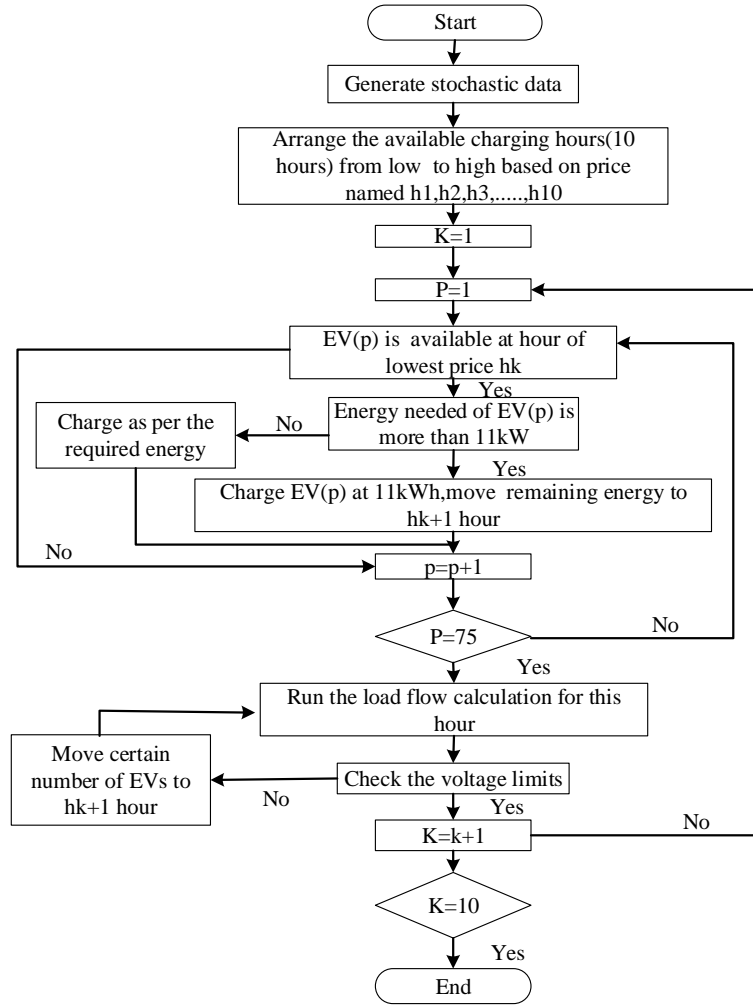 Start
Generate stochastic data
Arrange the available charging hours(10
hours) from low to high based on price
named h1,h2,h3,.....,h10
K=1
P=1
EV(p) is available at hour of
lowest price hk
Yes
Charge as per the
required energy
No
Energy needed of EV(p) is
more than 11kW
Yes
Charge EV(p) at 11kWh,move remaining energy to
hk+1 hour
No
p=p+1
P=75
No
Yes
Run the load flow calculation for this
hour
Move certain
number of EVs to
hk+1 hour
No
Check the voltage limits
Yes
K=k+1
No
K=10
Yes
End